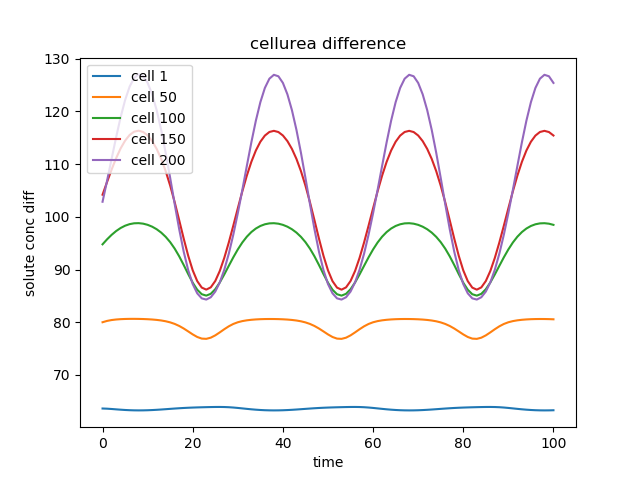 cellurea difference
130
120
110
100
90
80
70
solute conc diff
cell 1
cell 50
cell 100
cell 150
cell 200
0
20
40
60
80
100
time